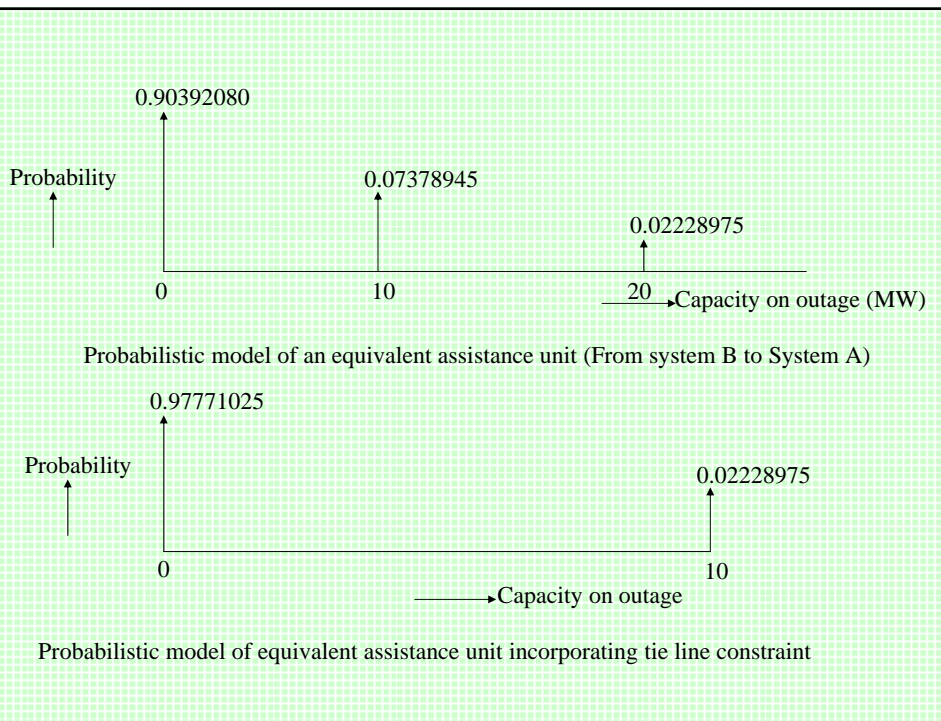 0.90392080
Probability
0.07378945
0.02228975
0
10
20
Capacity on outage (MW)
Probabilistic model of an equivalent assistance unit (From system B to System A)
0.97771025
Probability
0.02228975
0
10
Capacity on outage
Probabilistic model of equivalent assistance unit incorporating tie line constraint